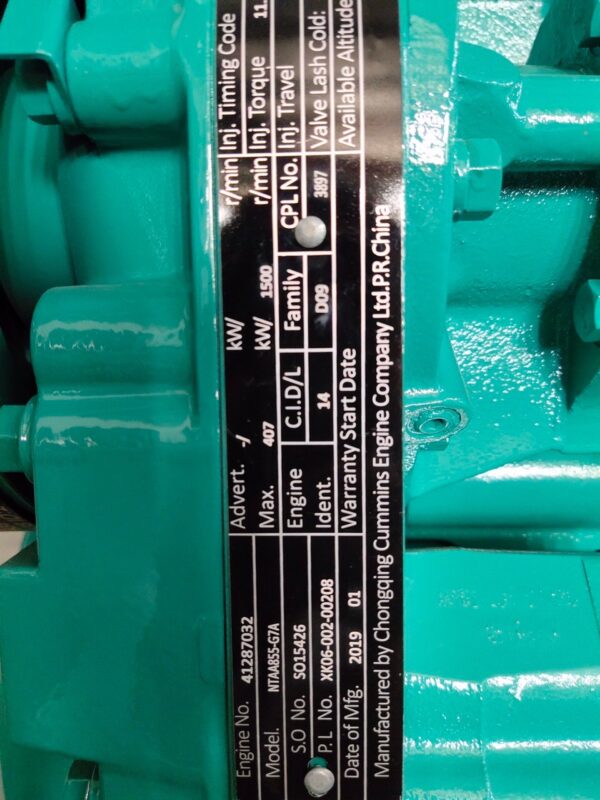 Engine No. 41287032 Advert. -/ kW/ r/min Inj. Timing Code
Model. NTAA855-G7A Max. 407 kW/ 1500 r/min Inj. Torque 11.
S.O No. SO15426 Engine C.I.D/L Family CPL No. Inj. Travel
P.L No. XK06-002-00208 Ident. 14 D09 3897 Valve Lash Cold:
Date of Mfg. 2019 01 Warranty Start Date Available Altitude
Manufactured by Chongqing Cummins Engine Company Ltd.P.R.China